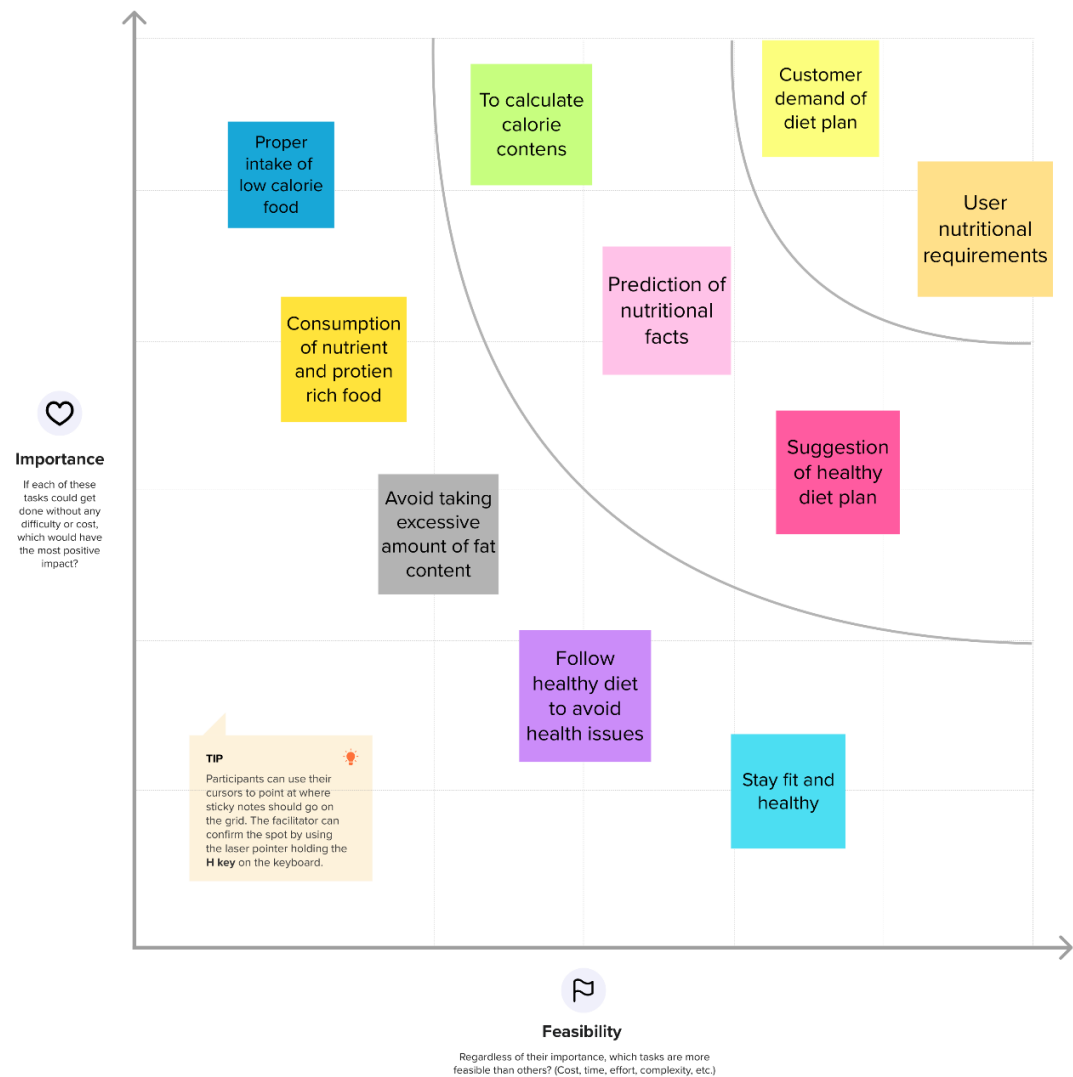 Customer
demand of
diet plan
To calculate
calorie
contens
Proper
intake of
low calorie
food
User
nutritional
requirements
Prediction of
nutritional
facts
Consumption
of nutrient
and protien
rich food
Suggestion
of healthy
diet plan
Importance
If each of these
tasks could get
done without any
difficulty or cost,
which would have
the most positive
impact?
Avoid taking
excessive
amount of fat
content
Follow
healthy diet
to avoid
health issues
Stay fit and
healthy
TIP
Participants can use their
cursors to point at where
sticky notes should go on
the grid. The facilitator can
confirm the spot by using
the laser pointer holding the
H key on the keyboard.
Feasibility
Regardless of their importance, which tasks are more
feasible than others? (Cost, time, effort, complexity, etc.)